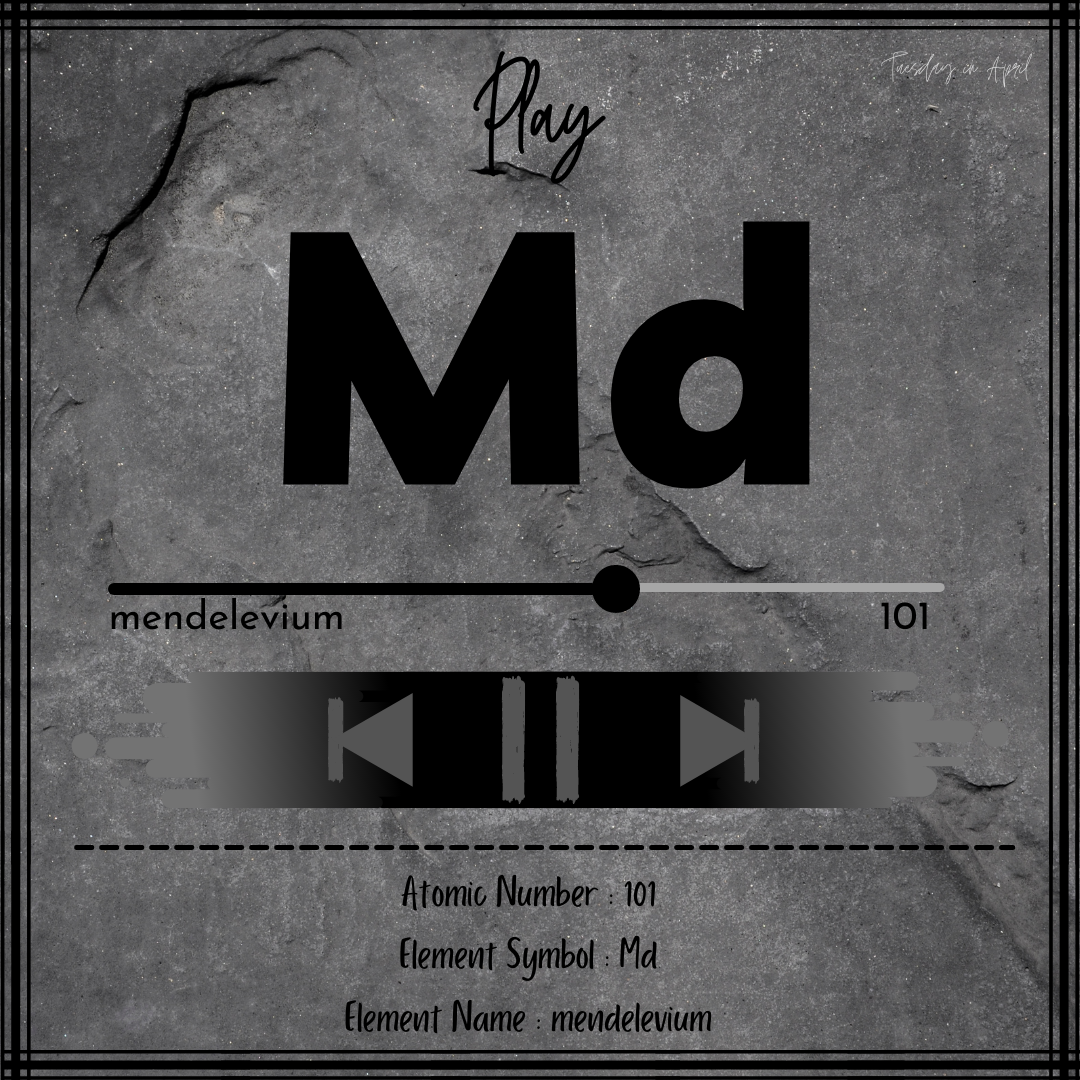 Play
Tuesday in April
Md
mendelevium
101
Atomic Number : 101
Element Symbol : Md
Element Name : mendelevium